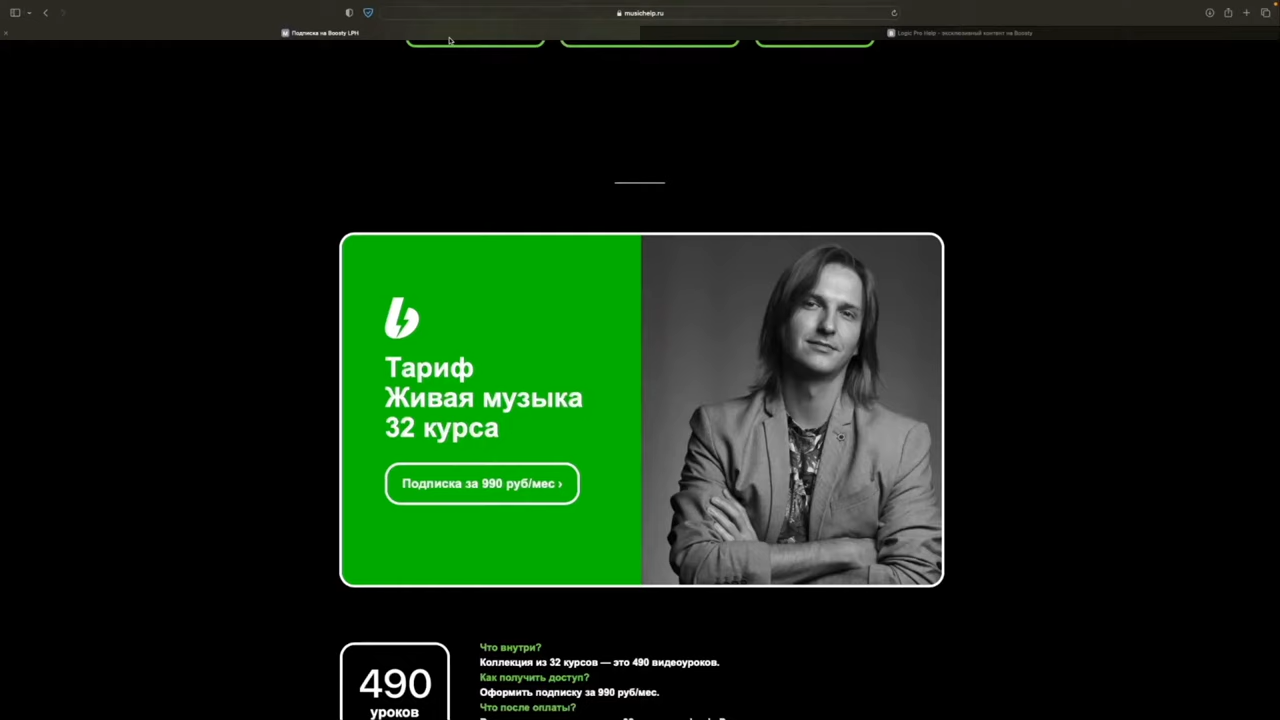 musichelp.ru
Подписка на Boosty LPH
Logic Pro Help - эксклюзивный контент на Boosty
Тариф
Живая музыка
32 курса
Подписка за 990 руб/мес ›
490
уроков
Что внутри?
Коллекция из 32 курсов — это 490 видеоуроков.
Как получить доступ?
Оформить подписку за 990 руб/мес.
Что после оплаты?